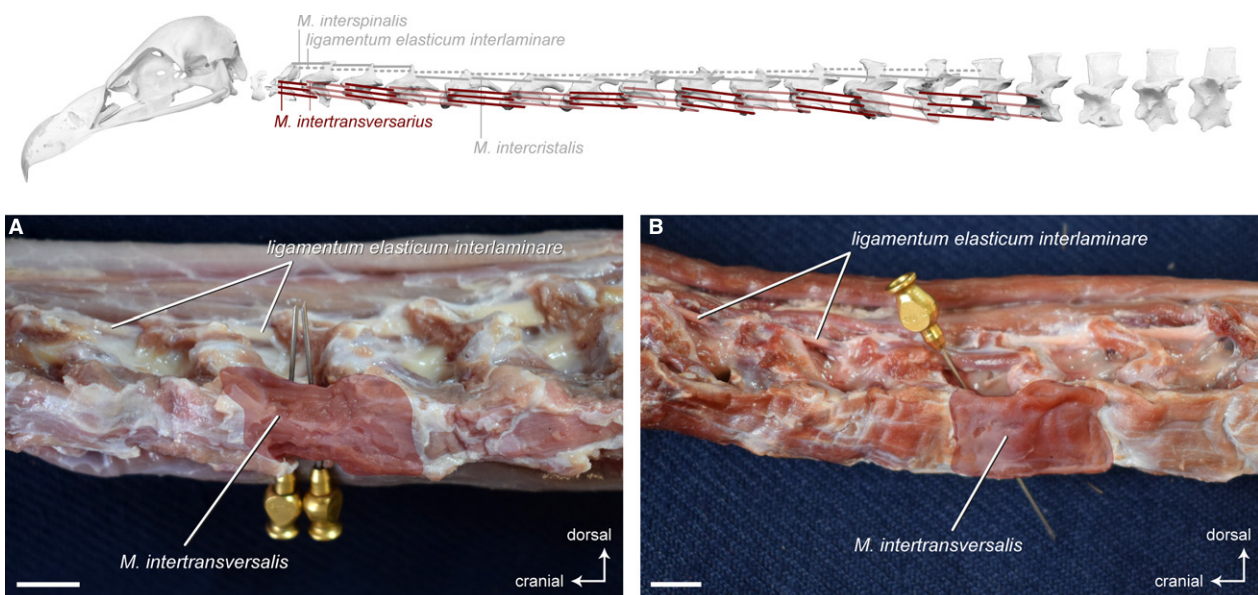 M. interspinalis
ligamentum elasticum interlaminare
M. intertransversarius
M. intercristalis
A
ligamentum elasticum interlaminare
M. intertransversalis
dorsal
cranial
B
ligamentum elasticum interlaminare
M. intertransversalis
dorsal
cranial